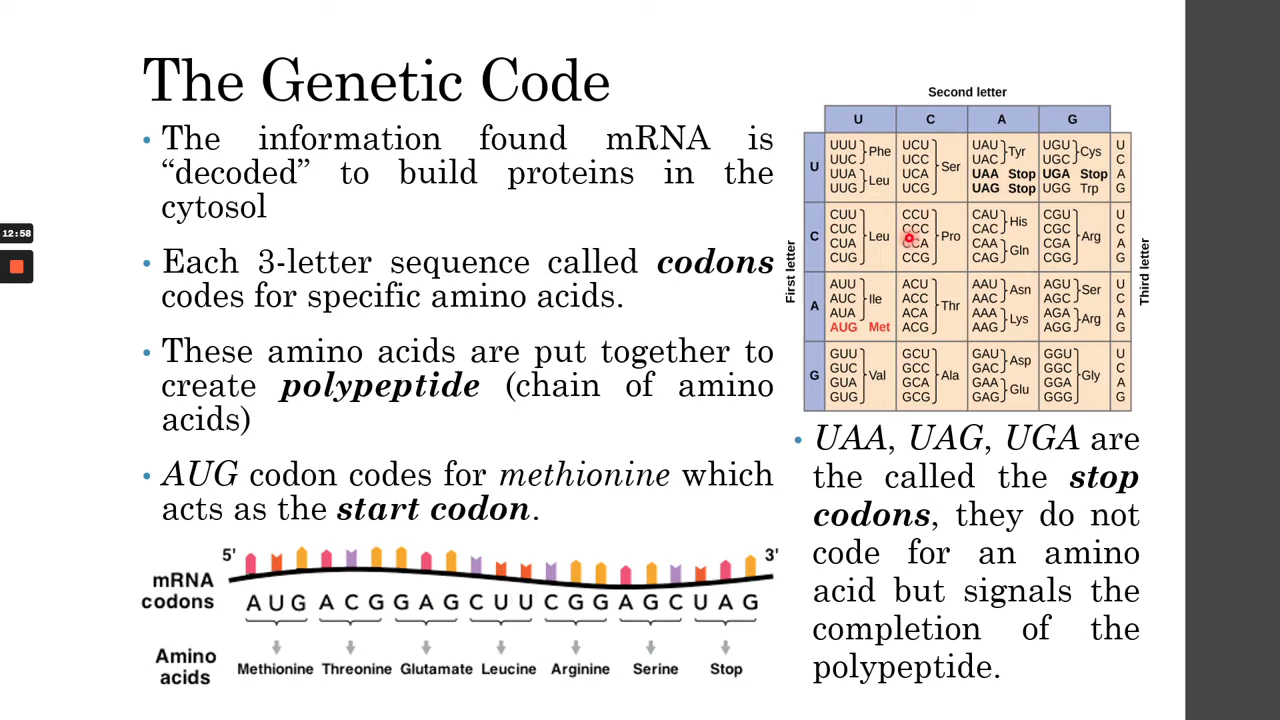 The Genetic Code
• The information found mRNA is
“decoded” to build proteins in the
cytosol
• Each 3-letter sequence called codons
codes for specific amino acids.
• These amino acids are put together to
create polypeptide (chain of amino
acids)
• AUG codon codes for methionine which
acts as the start codon.
12:58
5' 3'
mRNA
codons
A U G A C G G A G C U U C G G A G C U A G
Amino
acids
Methionine Threonine Glutamate Leucine Arginine Serine Stop
Second letter
U C A G
First letter
Third letter
U
UUU UCU UAU UGU U
Phe Tyr Cys
UUC UCC UAC UGC C
Ser
UUA UCA UAA Stop UGA Stop A
Leu
UUG UCG UAG Stop UGG Trp G
C
CUU CCU CAU CGU U
His
CUC CCC CAC CGC C
Leu Pro Arg
CUA CCA CAA CGA A
Gln
CUG CCG CAG CGG G
A
AUU ACU AAU AGU U
Asn Ser
AUC ACC AAC AGC C
Ile Thr
AUA ACA AAA AGA A
Lys Arg
AUG Met ACG AAG AGG G
G
GUU GCU GAU GGU U
Asp
GUC GCC GAC GGC C
Val Ala Gly
GUA GCA GAA GGA A
Glu
GUG GCG GAG GGG G
• UAA, UAG, UGA are
the called the stop
codons, they do not
code for an amino
acid but signals the
completion of the
polypeptide.